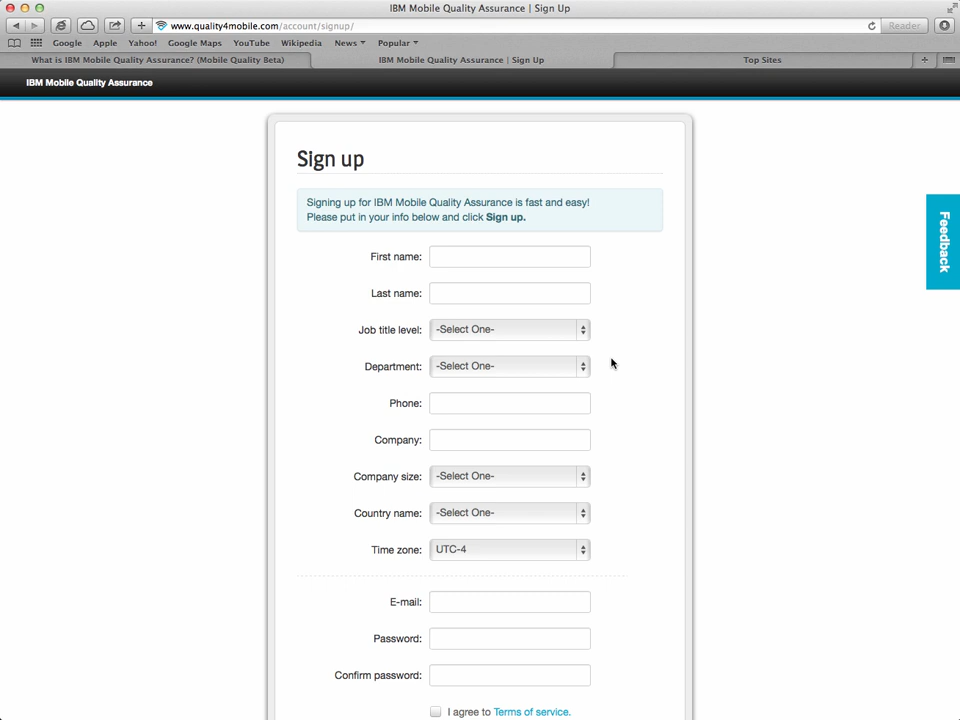 IBM Mobile Quality Assurance | Sign Up
www.quality4mobile.com/account/signup/
Reader
Google Apple Yahoo! Google Maps YouTube Wikipedia News Popular
What is IBM Mobile Quality Assurance? (Mobile Quality Beta) IBM Mobile Quality Assurance | Sign Up Top Sites
IBM Mobile Quality Assurance
Sign up
Signing up for IBM Mobile Quality Assurance is fast and easy!
Please put in your info below and click Sign up.
Feedback
First name:
Last name:
Job title level: -Select One-
Department: -Select One-
Phone:
Company:
Company size: -Select One-
Country name: -Select One-
Time zone: UTC-4
E-mail:
Password:
Confirm password:
I agree to Terms of service.